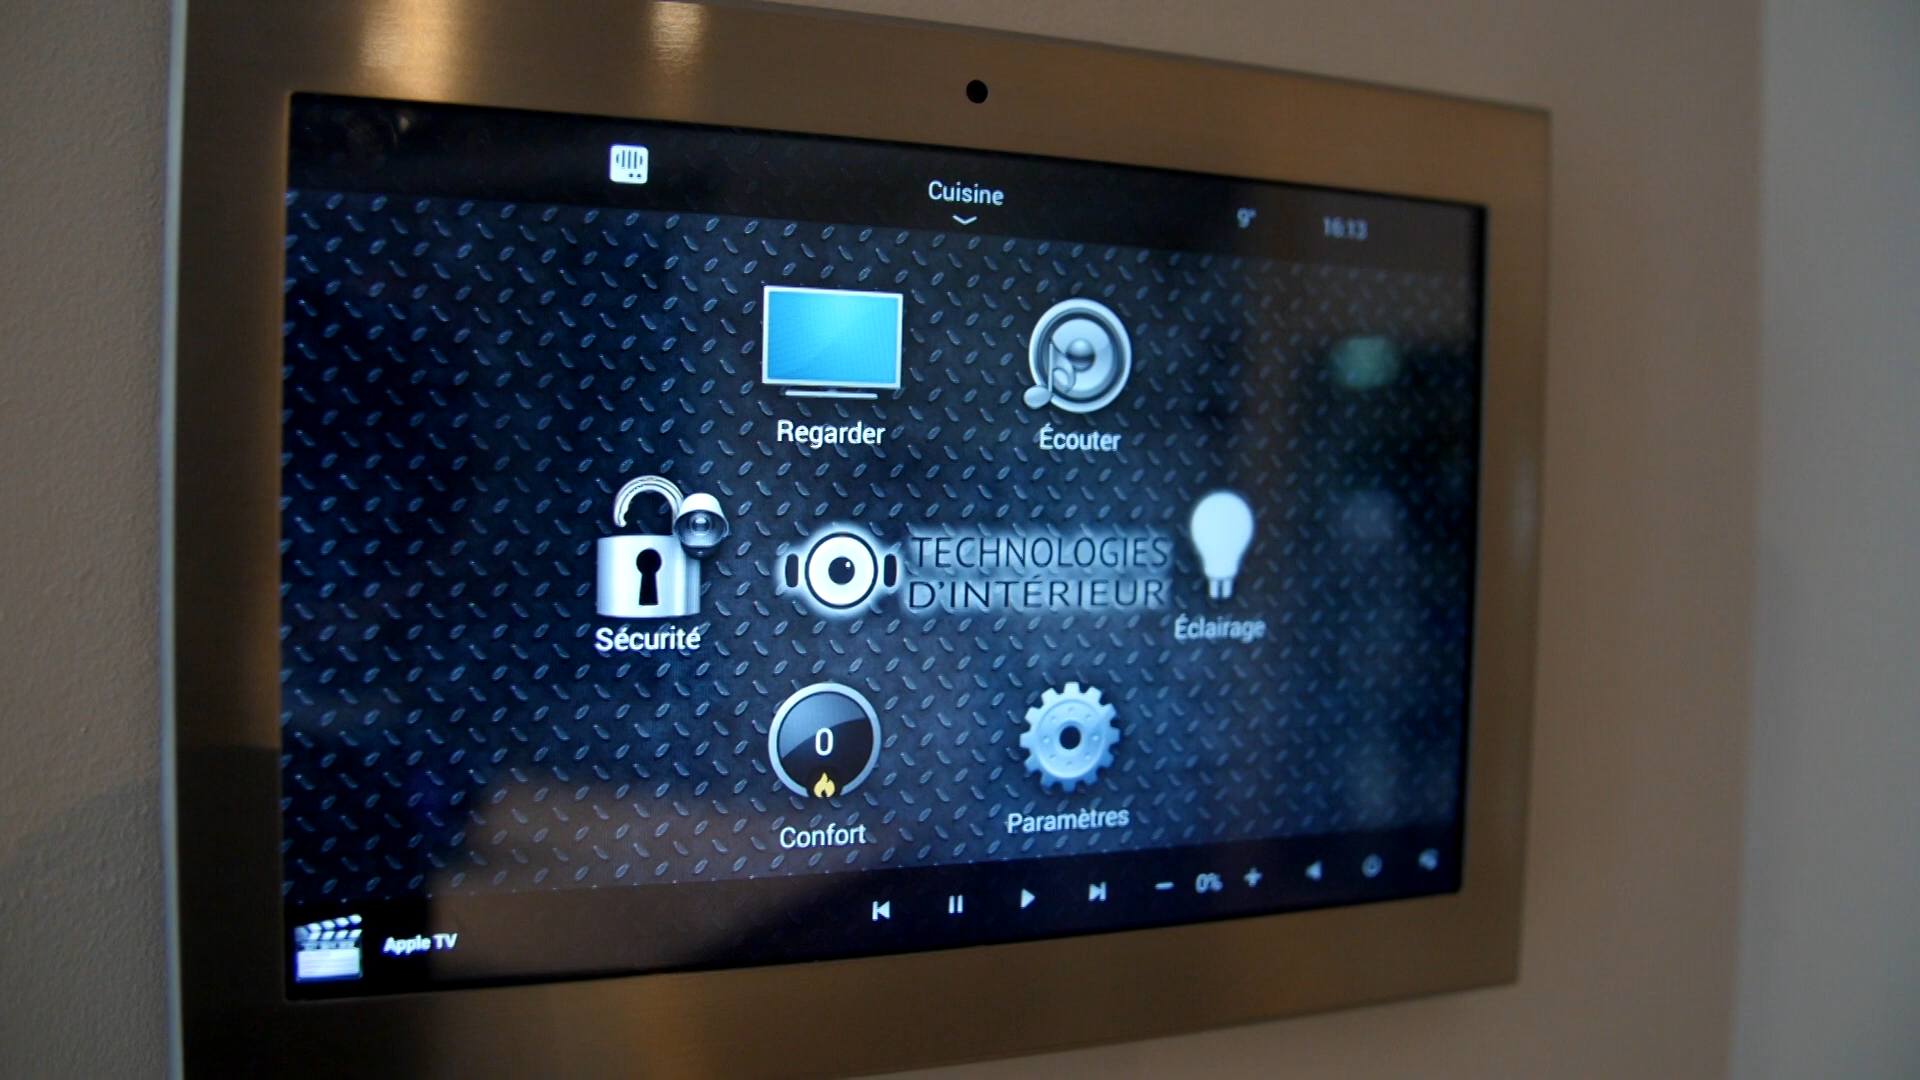 Cuisine
9°
16:13
Regarder
Écouter
Sécurité
TECHNOLOGIES
D'INTÉRIEUR
Éclairage
0
Confort
Paramètres
0%
Apple TV